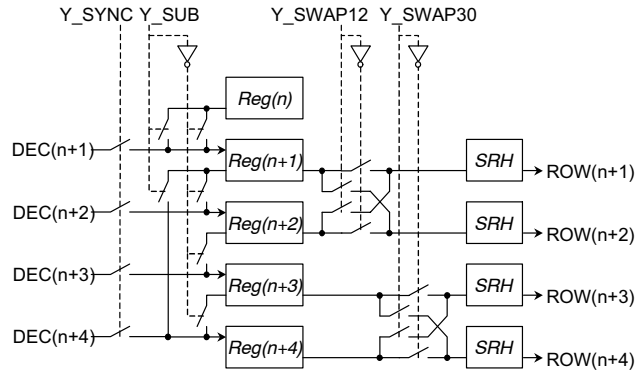 Y_SYNC Y_SUB Y_SWAP12 Y_SWAP30
Reg(n)
DEC(n+1) Reg(n+1) SRH ROW(n+1)
DEC(n+2) Reg(n+2) SRH ROW(n+2)
DEC(n+3) Reg(n+3) SRH ROW(n+3)
DEC(n+4) Reg(n+4) SRH ROW(n+4)